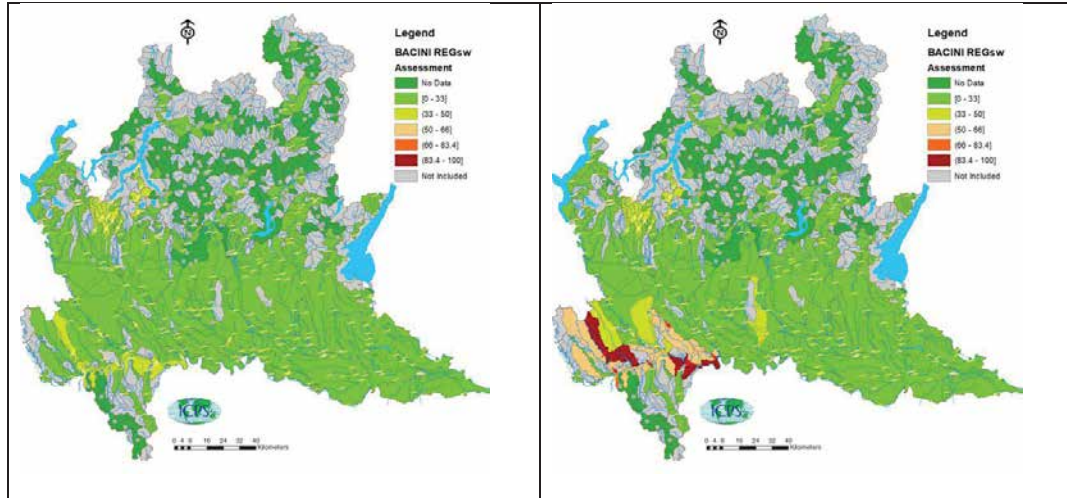 N
Legend
BACINI REGsw
Assessment
No Data
[0 - 33]
(33 - 50]
(50 - 66]
(66 - 83.4]
(83.4 - 100]
Not Included
ICPS
0 4 8 16 24 32 40
Kilometers
N
Legend
BACINI REGsw
Assessment
No Data
[0 - 33]
(33 - 50]
(50 - 66]
(66 - 83.4]
(83.4 - 100]
Not Included
ICPS
0 4 8 16 24 32 40
Kilometers